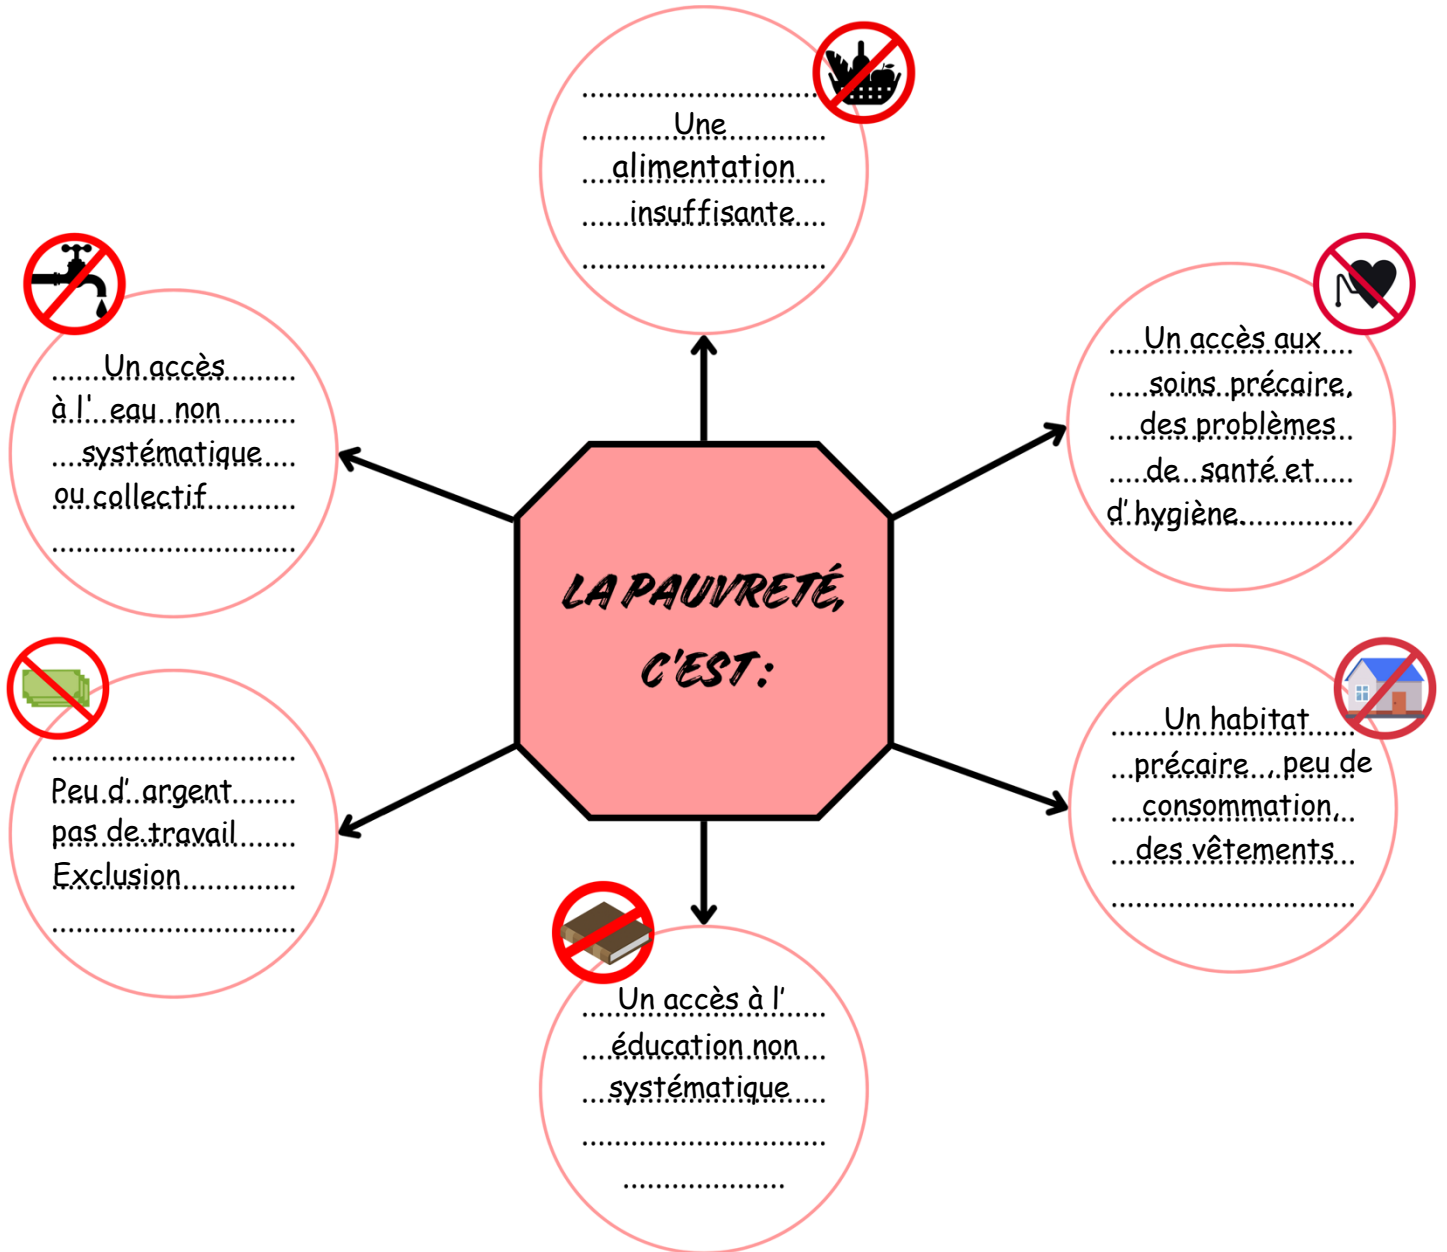 Une
alimentation
insuffisante
Un accès
à l' eau non
systématique
ou collectif
Un accès aux
soins précaire,
des problèmes
de santé et
d' hygiène.
LA PAUVRETÉ,
C'EST :
Peu d' argent
pas de travail
Exclusion
Un habitat
précaire , peu de
consommation,
des vêtements
Un accès à l'
éducation non
systématique